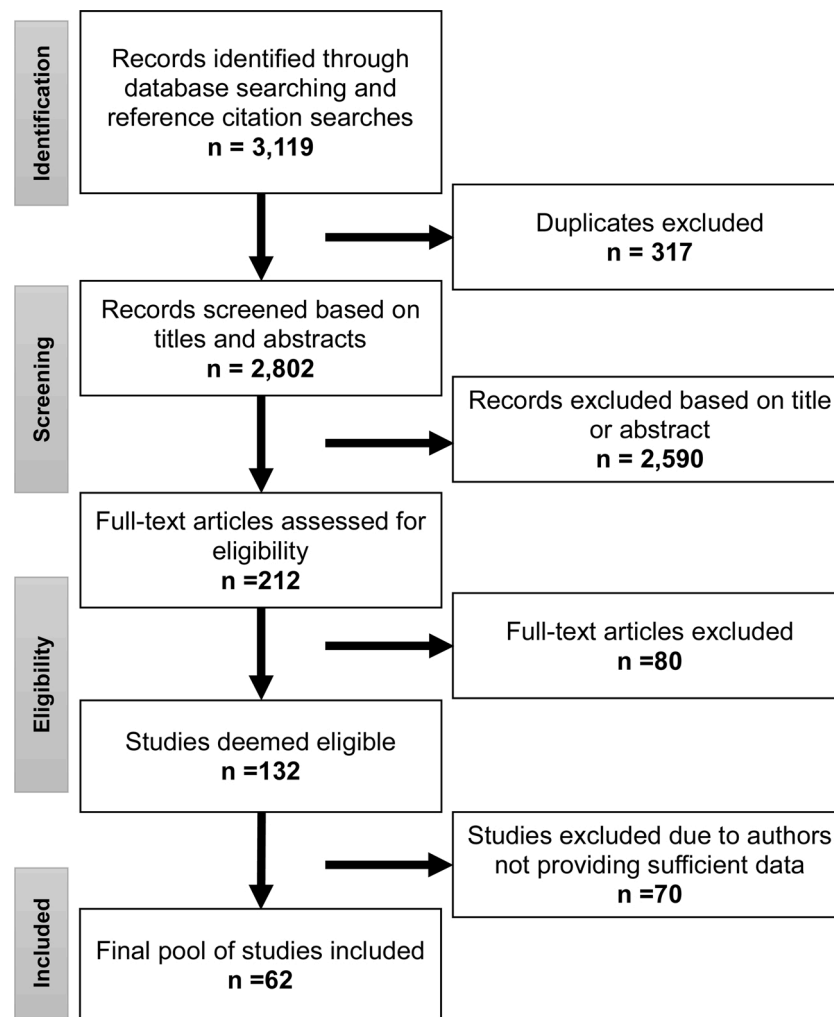 Identification
Records identified through
database searching and
reference citation searches
n = 3,119
Duplicates excluded
n = 317
Screening
Records screened based on
titles and abstracts
n = 2,802
Records excluded based on title
or abstract
n = 2,590
Full-text articles assessed for
eligibility
n =212
Eligibility
Full-text articles excluded
n =80
Studies deemed eligible
n =132
Studies excluded due to authors
not providing sufficient data
n =70
Included
Final pool of studies included
n =62